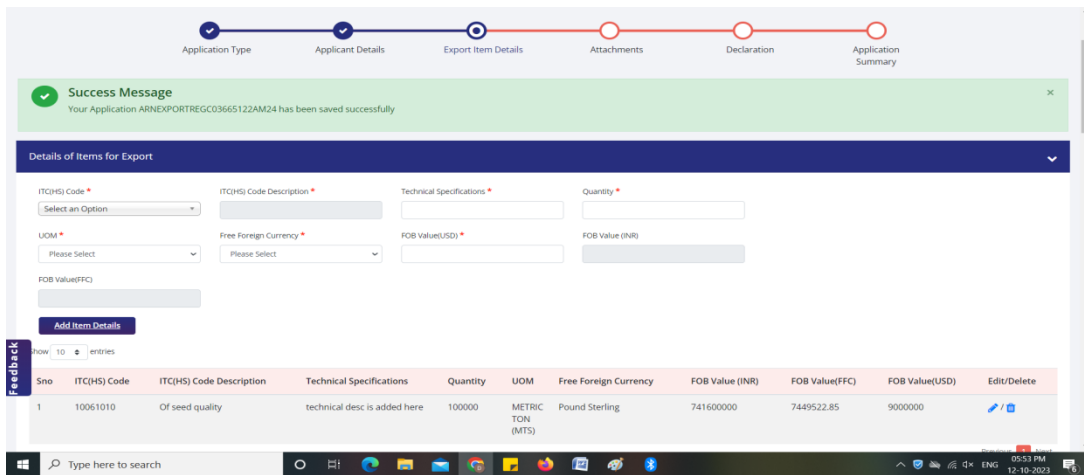 Application Type
Applicant Details
Export Item Details
Attachments
Declaration
Application
Summary
Success Message
×
Your Application ARNEXPORTREGC03665122AM24 has been saved successfully
Details of Items for Export
ITC(HS) Code *
ITC(HS) Code Description *
Technical Specifications *
Quantity *
Select an Option
UOM *
Free Foreign Currency *
FOB Value(USD) *
FOB Value (INR)
Please Select
Please Select
FOB Value(FFC)
Add Item Details
Feedback
how 10 entries
Sno ITC(HS) Code ITC(HS) Code Description Technical Specifications Quantity UOM Free Foreign Currency FOB Value (INR) FOB Value(FFC) FOB Value(USD) Edit/Delete
1 10061010 Of seed quality technical desc is added here 100000 METRIC Pound Sterling 741600000 7449522.85 9000000 /
TON
(MTS)
Previous 1 Next
Type here to search
ENG
05:53 PM
12-10-2023
6